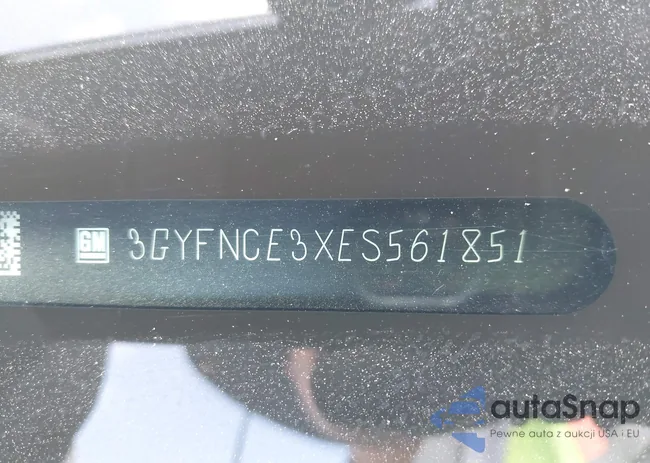 GM 3GYFNCE3XES561851
autaSnap
Pewne auta z aukcji USA i EU